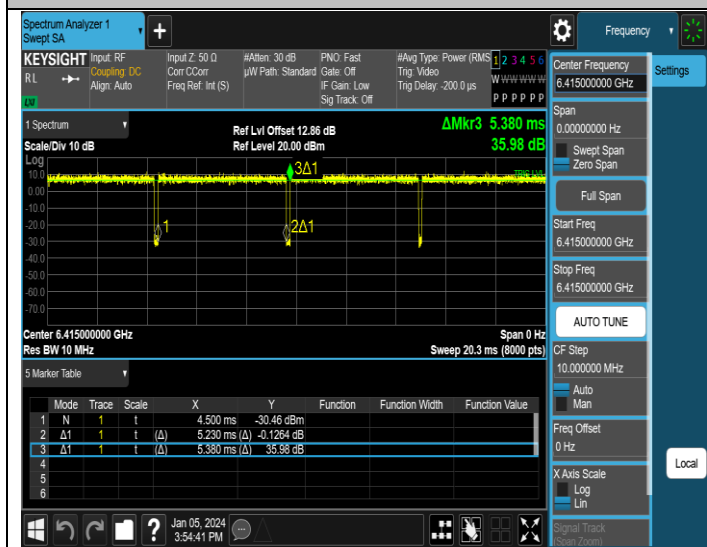 Spectrum Analyzer 1
Swept SA
+
Frequency
KEYSIGHT
RL
LXI
Input: RF
Coupling: DC
Align: Auto
Input Z: 50 Ω
Corr CCorr
Freq Ref: Int (S)
#Atten: 30 dB
µW Path: Standard
PNO: Fast
Gate: Off
IF Gain: Low
Sig Track: Off
#Avg Type: Power (RMS
Trig: Video
Trig Delay: -200.0 µs
1 2 3 4 5 6
W W W W W W
P P P P P P
Center Frequency
6.415000000 GHz
Settings
1 Spectrum
Scale/Div 10 dB
Ref Lvl Offset 12.86 dB
Ref Level 20.00 dBm
ΔMkr3 5.380 ms
35.98 dB
Span
0.00000000 Hz
Swept Span
Zero Span
Log
10.0
0.00
-10.0
-20.0
-30.0
-40.0
-50.0
-60.0
-70.0
3Δ1
TRIG LVL
1
2Δ1
Full Span
Start Freq
6.415000000 GHz
Stop Freq
6.415000000 GHz
AUTO TUNE
Center 6.415000000 GHz
Span 0 Hz
Res BW 10 MHz
Sweep 20.3 ms (8000 pts)
CF Step
10.000000 MHz
Auto
Man
5 Marker Table
Mode Trace Scale X Y Function Function Width Function Value
1 N 1 t 4.500 ms -30.46 dBm
2 Δ1 1 t (Δ) 5.230 ms (Δ) -0.1264 dB
3 Δ1 1 t (Δ) 5.380 ms (Δ) 35.98 dB
4
5
6
Freq Offset
0 Hz
X Axis Scale
Log
Lin
Local
Signal Track
(Span Zoom)
?
Jan 05, 2024
3:54:41 PM